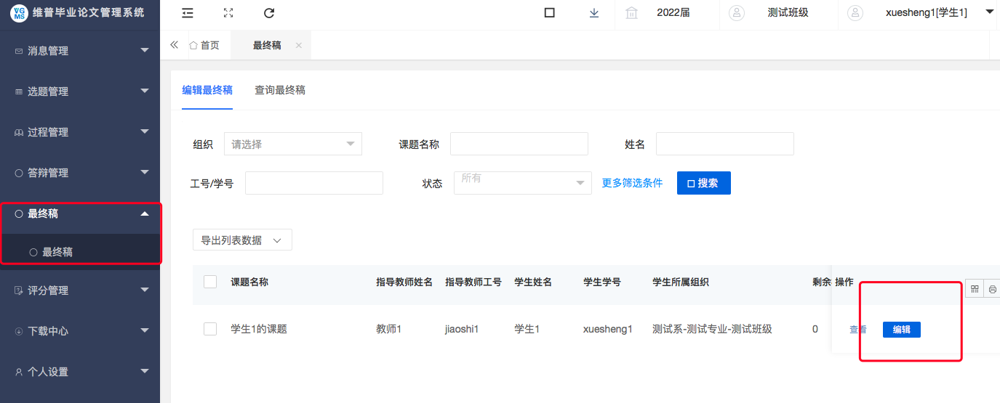 VG MS 维普毕业论文管理系统
2022届 测试班级 xuesheng1[学生1]
首页 最终稿
消息管理
选题管理
过程管理
答辩管理
最终稿
最终稿
评分管理
下载中心
个人设置
编辑最终稿 查询最终稿
组织 请选择 课题名称 姓名
工号/学号 状态 所有 更多筛选条件 搜索
导出列表数据
课题名称 指导教师姓名 指导教师工号 学生姓名 学生学号 学生所属组织 剩余 操作
学生1的课题 教师1 jiaoshi1 学生1 xuesheng1 测试系-测试专业-测试班级 0 查看 编辑